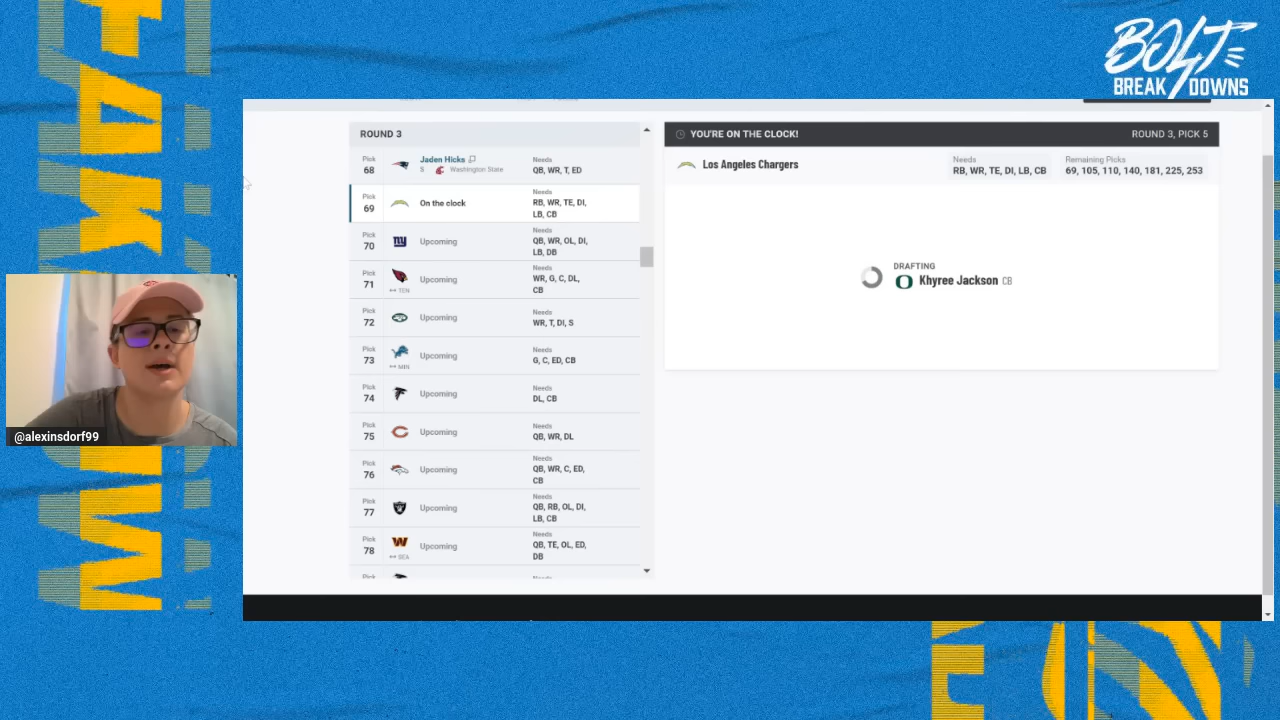 BOLT
BREAKDOWNS
ROUND 3
Pick
68
Jaden Hicks
S Washington State
Needs
QB, WR, T, ED
Pick
69
On the clock
Needs
RB, WR, TE, DI,
LB, CB
Pick
70
Upcoming
Needs
QB, WR, OL, DI,
LB, DB
Pick
71
TEN
Upcoming
Needs
WR, G, C, DL,
CB
Pick
72
Upcoming
Needs
WR, T, DI, S
Pick
73
MIN
Upcoming
Needs
G, C, ED, CB
Pick
74
Upcoming
Needs
DL, CB
Pick
75
Upcoming
Needs
QB, WR, DL
Pick
76
Upcoming
Needs
QB, WR, C, ED,
CB
Pick
77
Upcoming
Needs
QB, RB, OL, DI,
LB, CB
Pick
78
SEA
Upcoming
Needs
QB, TE, OL, ED,
DB
YOU'RE ON THE CLOCK!
ROUND 3, PICK 5
Los Angeles Chargers
Needs
RB, WR, TE, DI, LB, CB
Remaining Picks
69, 105, 110, 140, 181, 225, 253
DRAFTING
Khyree Jackson CB
@alexinsdorf99